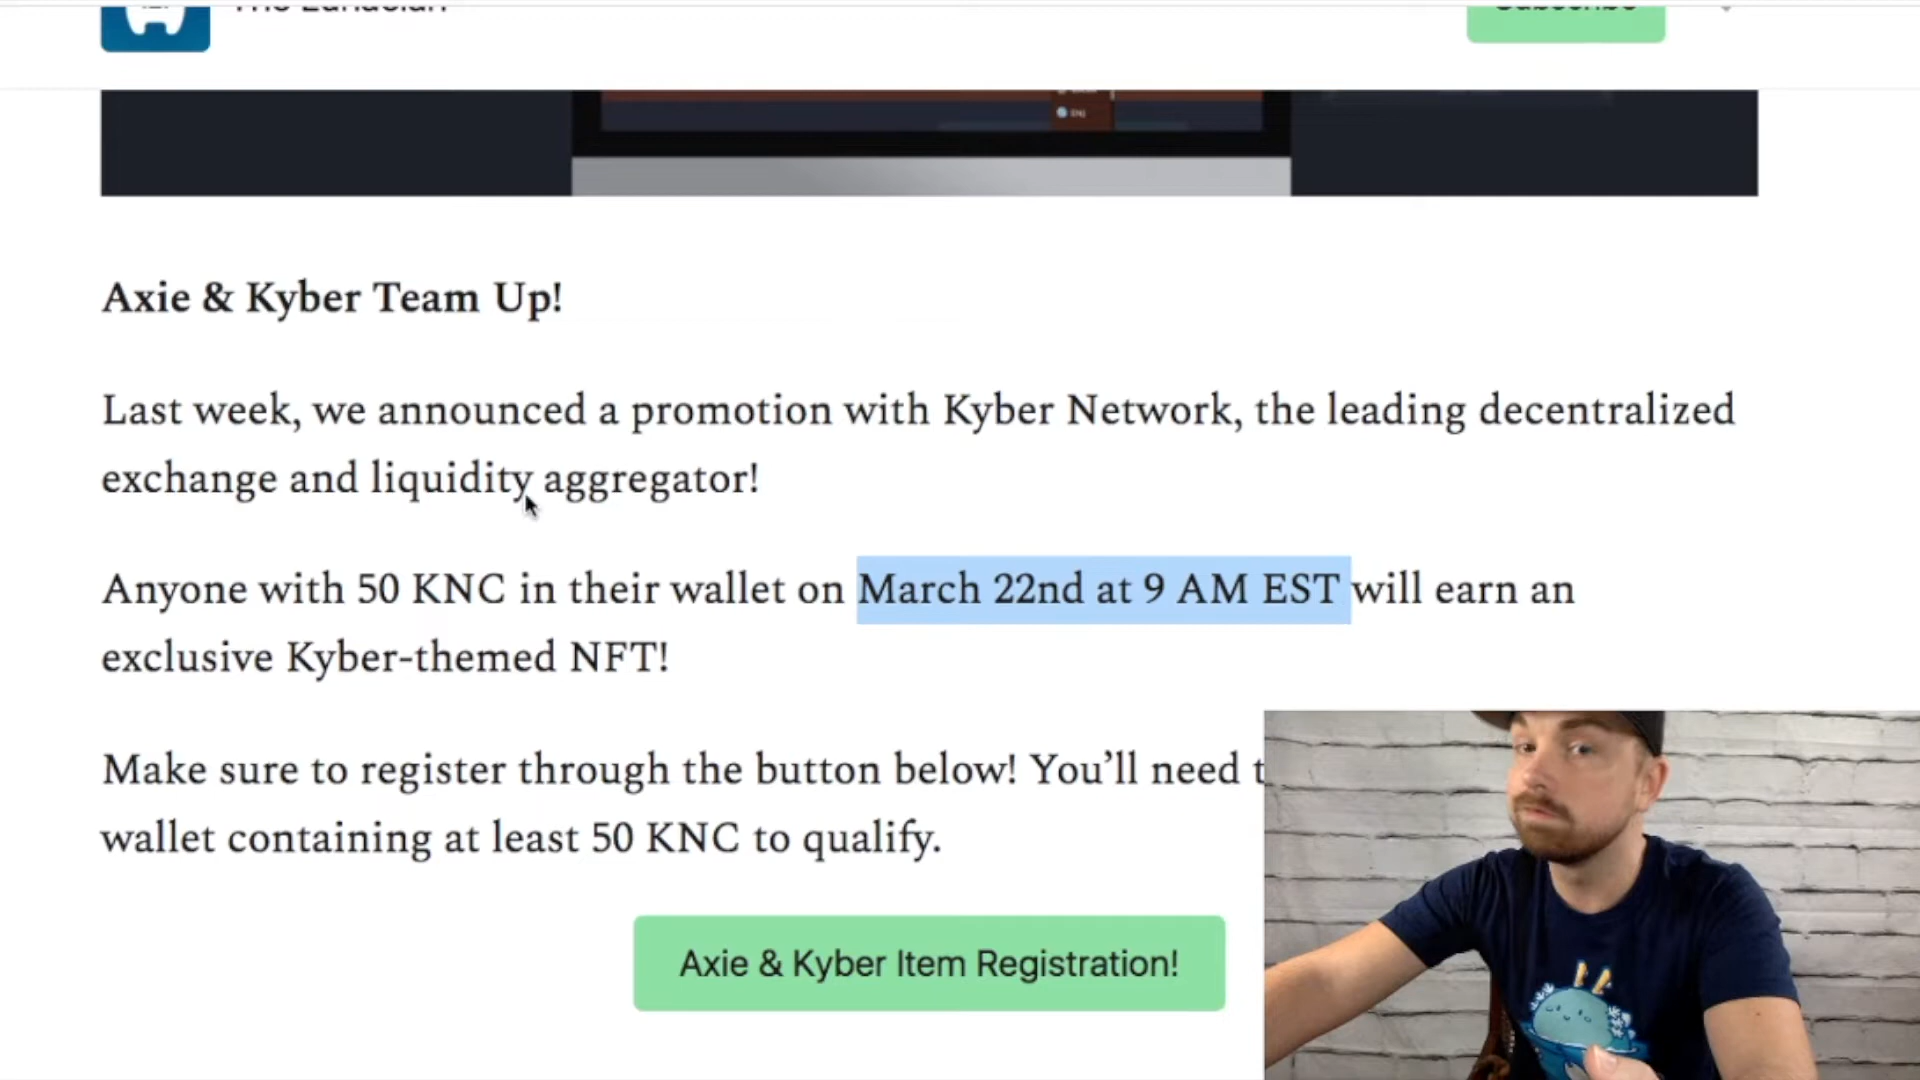 Axie & Kyber Team Up!
Last week, we announced a promotion with Kyber Network, the leading decentralized
exchange and liquidity aggregator!
Anyone with 50 KNC in their wallet on March 22nd at 9 AM EST will earn an
exclusive Kyber-themed NFT!
Make sure to register through the button below! You’ll need t
wallet containing at least 50 KNC to qualify.
Axie & Kyber Item Registration!